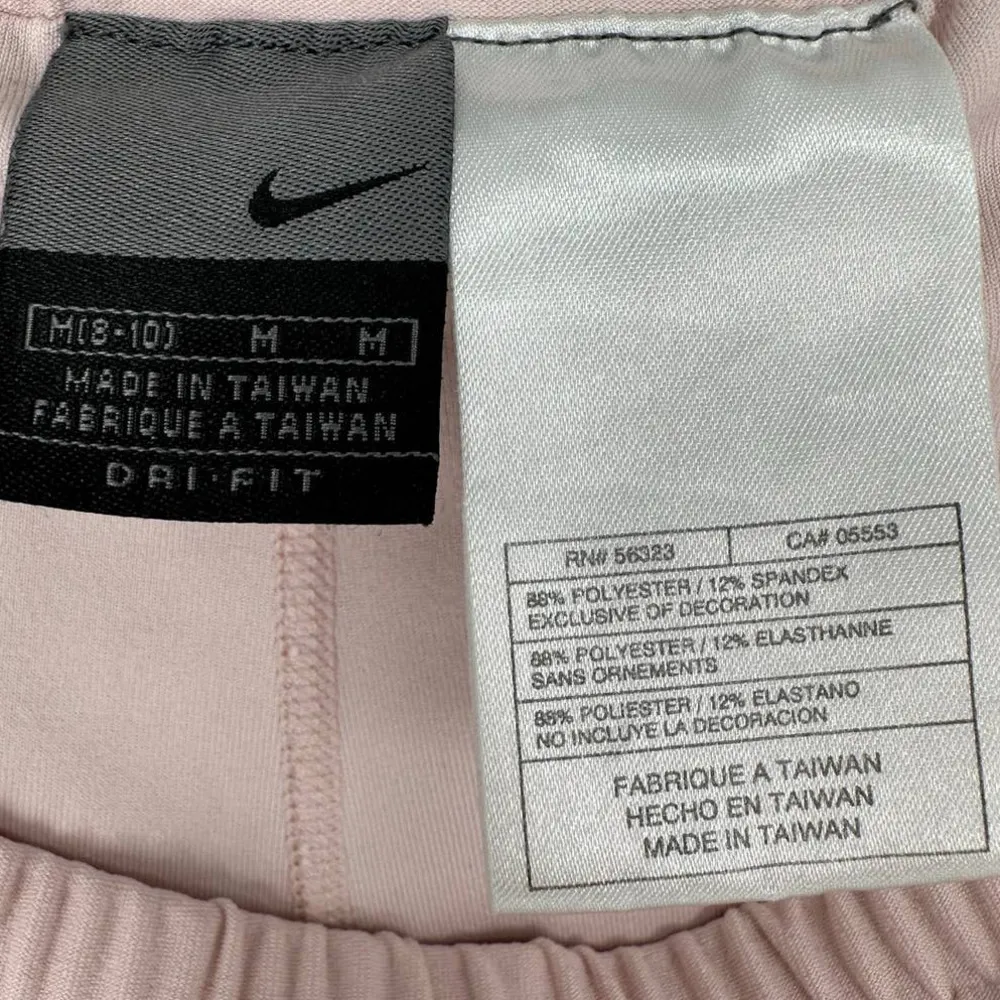 M(8-10) M M
MADE IN TAIWAN
FABRIQUE A TAIWAN
DRI·FIT
RN# 56323 CA# 05553
88% POLYESTER / 12% SPANDEX
EXCLUSIVE OF DECORATION
88% POLYESTER / 12% ELASTHANNE
SANS ORNEMENTS
88% POLIESTER / 12% ELASTANO
NO INCLUYE LA DECORACION
FABRIQUE A TAIWAN
HECHO EN TAIWAN
MADE IN TAIWAN